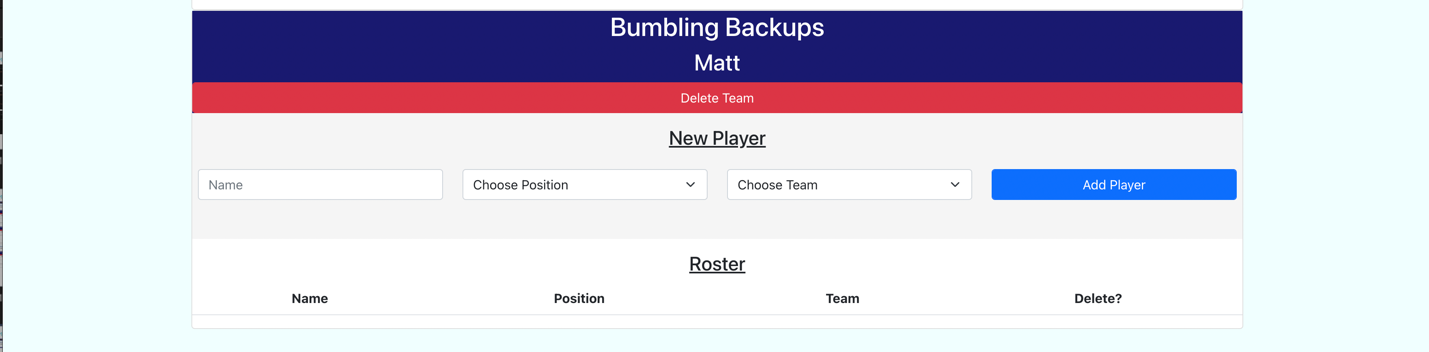 Bumbling Backups
Matt
Delete Team
New Player
Name Choose Position Choose Team Add Player
Roster
Name Position Team Delete?